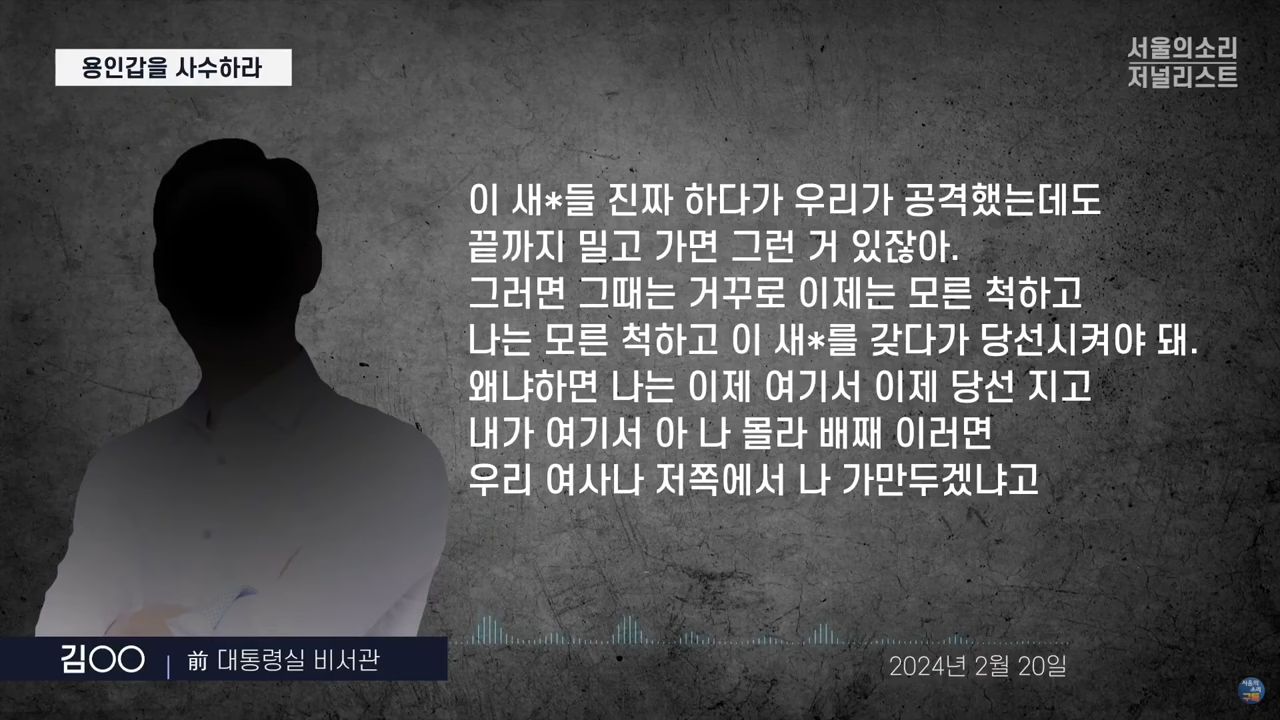 용인갑을 사수하라
서울의소리
저널리스트
이 새*들 진짜 하다가 우리가 공격했는데도
끝까지 밀고 가면 그런 거 있잖아.
그러면 그때는 거꾸로 이제는 모른 척하고
나는 모른 척하고 이 새*를 갖다가 당선시켜야 돼.
왜냐하면 나는 이제 여기서 이제 당선 지고
내가 여기서 아 나 몰라 배째 이러면
우리 여사나 저쪽에서 나 가만두겠냐고
김○○ | 前 대통령실 비서관
2024년 2월 20일
서울의
소리
구독